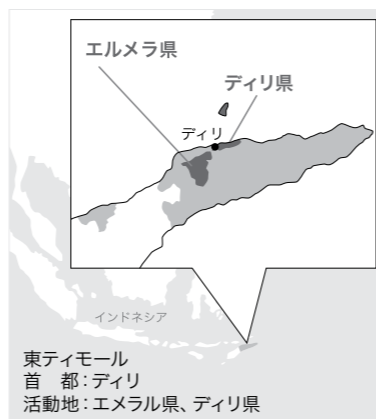 エルメラ県
ディリ県
ディリ
インドネシア
東ティモール
首　都：ディリ
活動地：エメラル県、ディリ県